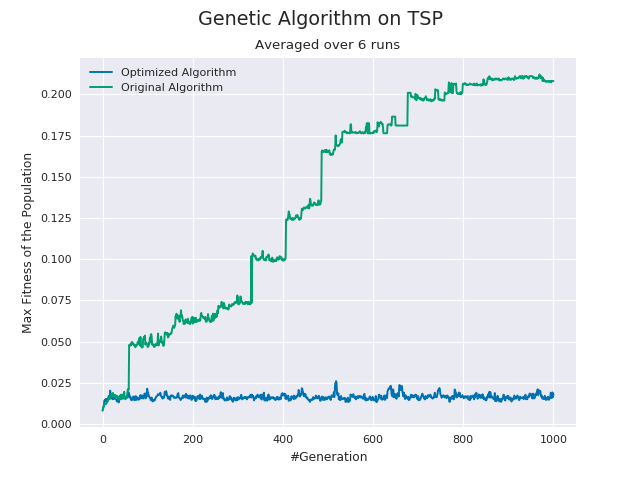 Genetic Algorithm on TSP
Averaged over 6 runs
Optimized Algorithm
Original Algorithm
Max Fitness of the Population
0.200
0.175
0.150
0.125
0.100
0.075
0.050
0.025
0.000
0 200 400 600 800 1000
#Generation